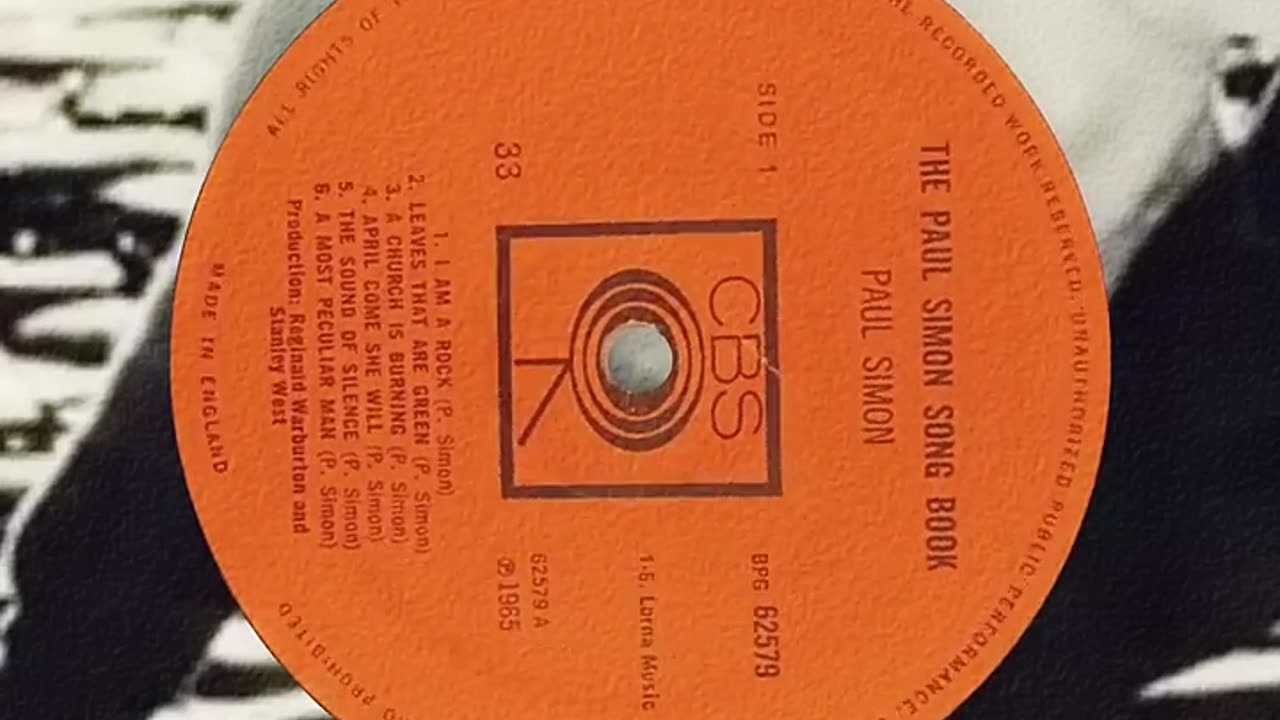 THE PAUL SIMON SONG BOOK
PAUL SIMON
SIDE 1
BPG 62579
CBS
1-6, Lorna Music
33
62579 A
℗ 1965
1. I AM A ROCK (P. Simon)
2. LEAVES THAT ARE GREEN (P. Simon)
3. A CHURCH IS BURNING (P. Simon)
4. APRIL COME SHE WILL (P. Simon)
5. THE SOUND OF SILENCE (P. Simon)
6. A MOST PECULIAR MAN (P. Simon)
Production: Reginald Warburton and
Stanley West
MADE IN ENGLAND
ALL RIGHTS OF
RECORDED WORK RESERVED. UNAUTHORIZED PUBLIC PERFORMANCE,
PROHIBITED